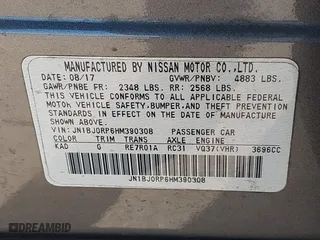 MANUFACTURED BY NISSAN MOTOR CO.,LTD.
DATE: 08/17 GVWR/PNBV: 4883 LBS.
GAWR/PNBE FR: 2348 LBS. RR: 2568 LBS.
THIS VEHICLE CONFORMS TO ALL APPLICABLE FEDERAL
MOTOR VEHICLE SAFETY,BUMPER,AND THEFT PREVENTION
STANDARDS IN EFFECT ON THE DATE OF MANUFACTURE
SHOWN ABOVE.
VIN: JN1BJ0RP6HM390308 PASSENGER CAR
COLOR TRIM TRANS AXLE ENGINE
KAD G RE7R01A RC31 VQ37(VHR) 3696CC
JN1BJ0RP6HM390308
DREAMBID